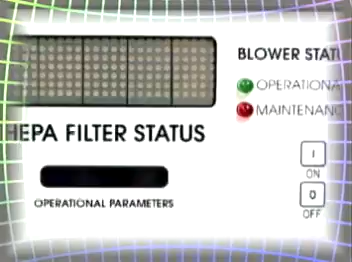 BLOWER STAT
OPERATIONA
MAINTENANC
HEPA FILTER STATUS
I
ON
OPERATIONAL PARAMETERS
O
OFF